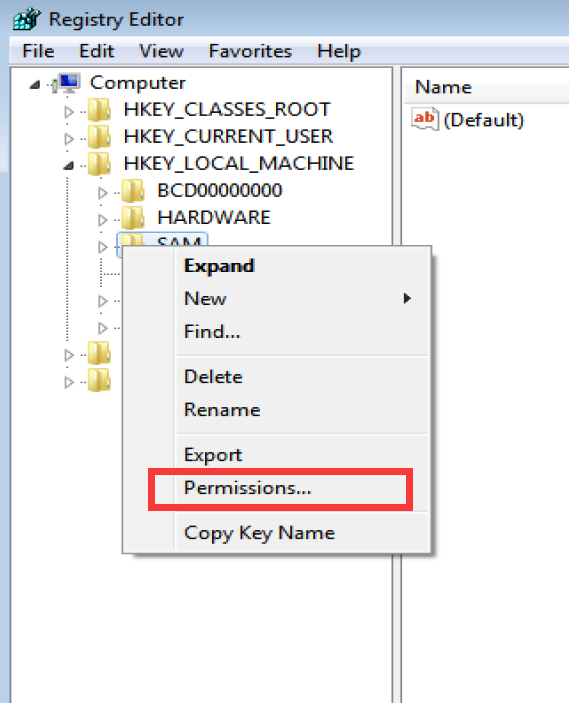 Registry Editor
File Edit View Favorites Help
Computer
Name
HKEY_CLASSES_ROOT
ab (Default)
HKEY_CURRENT_USER
HKEY_LOCAL_MACHINE
BCD00000000
HARDWARE
SAM
Expand
New
Find...
Delete
Rename
Export
Permissions...
Copy Key Name